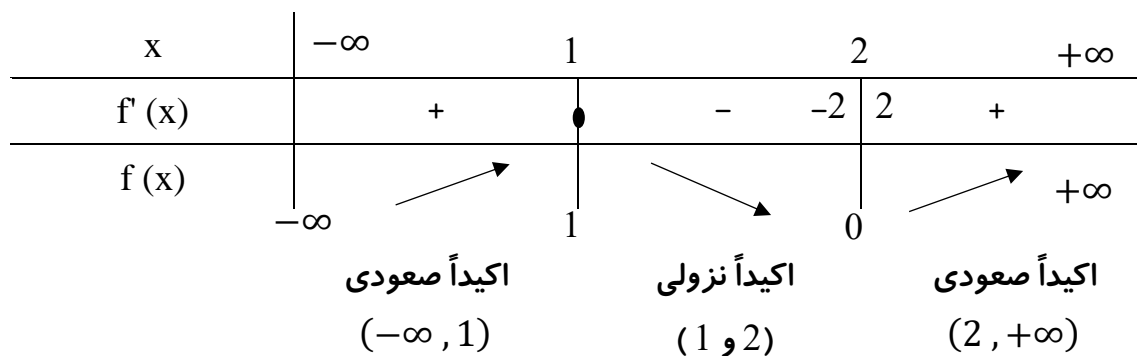 x −∞ 1 2 +∞
f' (x) + − −2 2 +
f (x) −∞ 1 0 +∞
اکیداً صعودی اکیداً نزولی اکیداً صعودی
(−∞ , 1) (1 و 2) (2 , +∞)